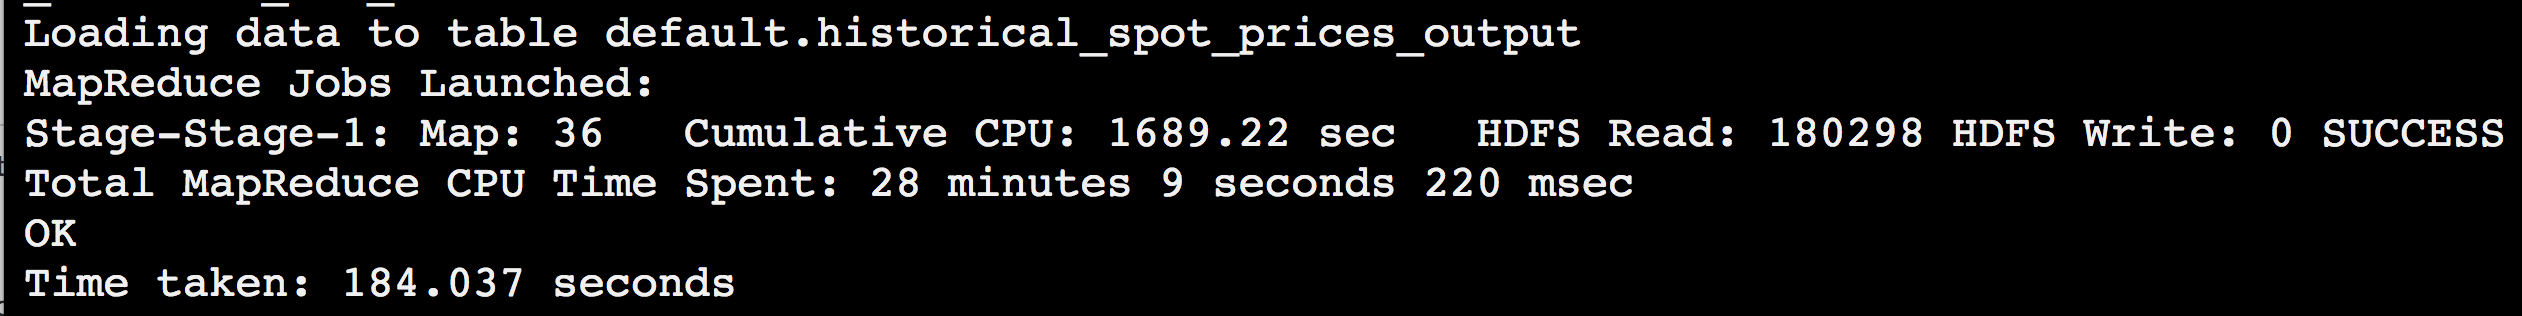 Loading data to table default.historical_spot_prices_output
MapReduce Jobs Launched:
Stage-Stage-1: Map: 36   Cumulative CPU: 1689.22 sec   HDFS Read: 180298 HDFS Write: 0 SUCCESS
Total MapReduce CPU Time Spent: 28 minutes 9 seconds 220 msec
OK
Time taken: 184.037 seconds